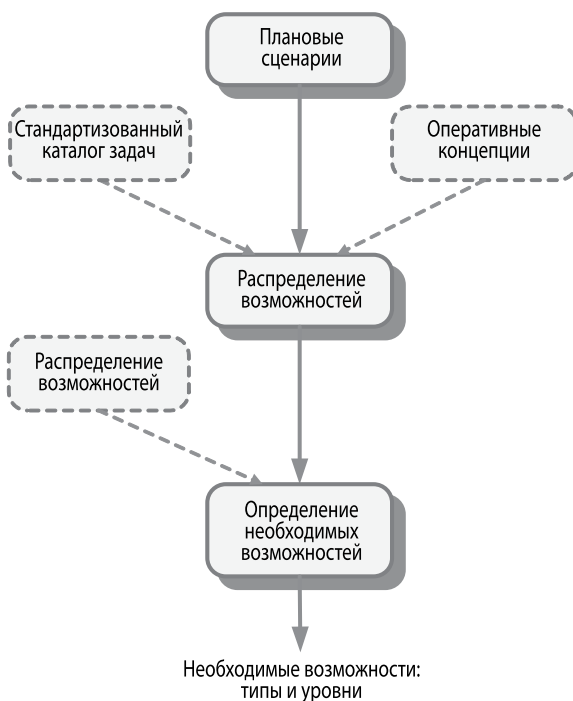 Плановые
сценарии
Стандартизованный
каталог задач
Оперативные
концепции
Распределение
возможностей
Распределение
возможностей
Определение
необходимых
возможностей
Необходимые возможности:
типы и уровни